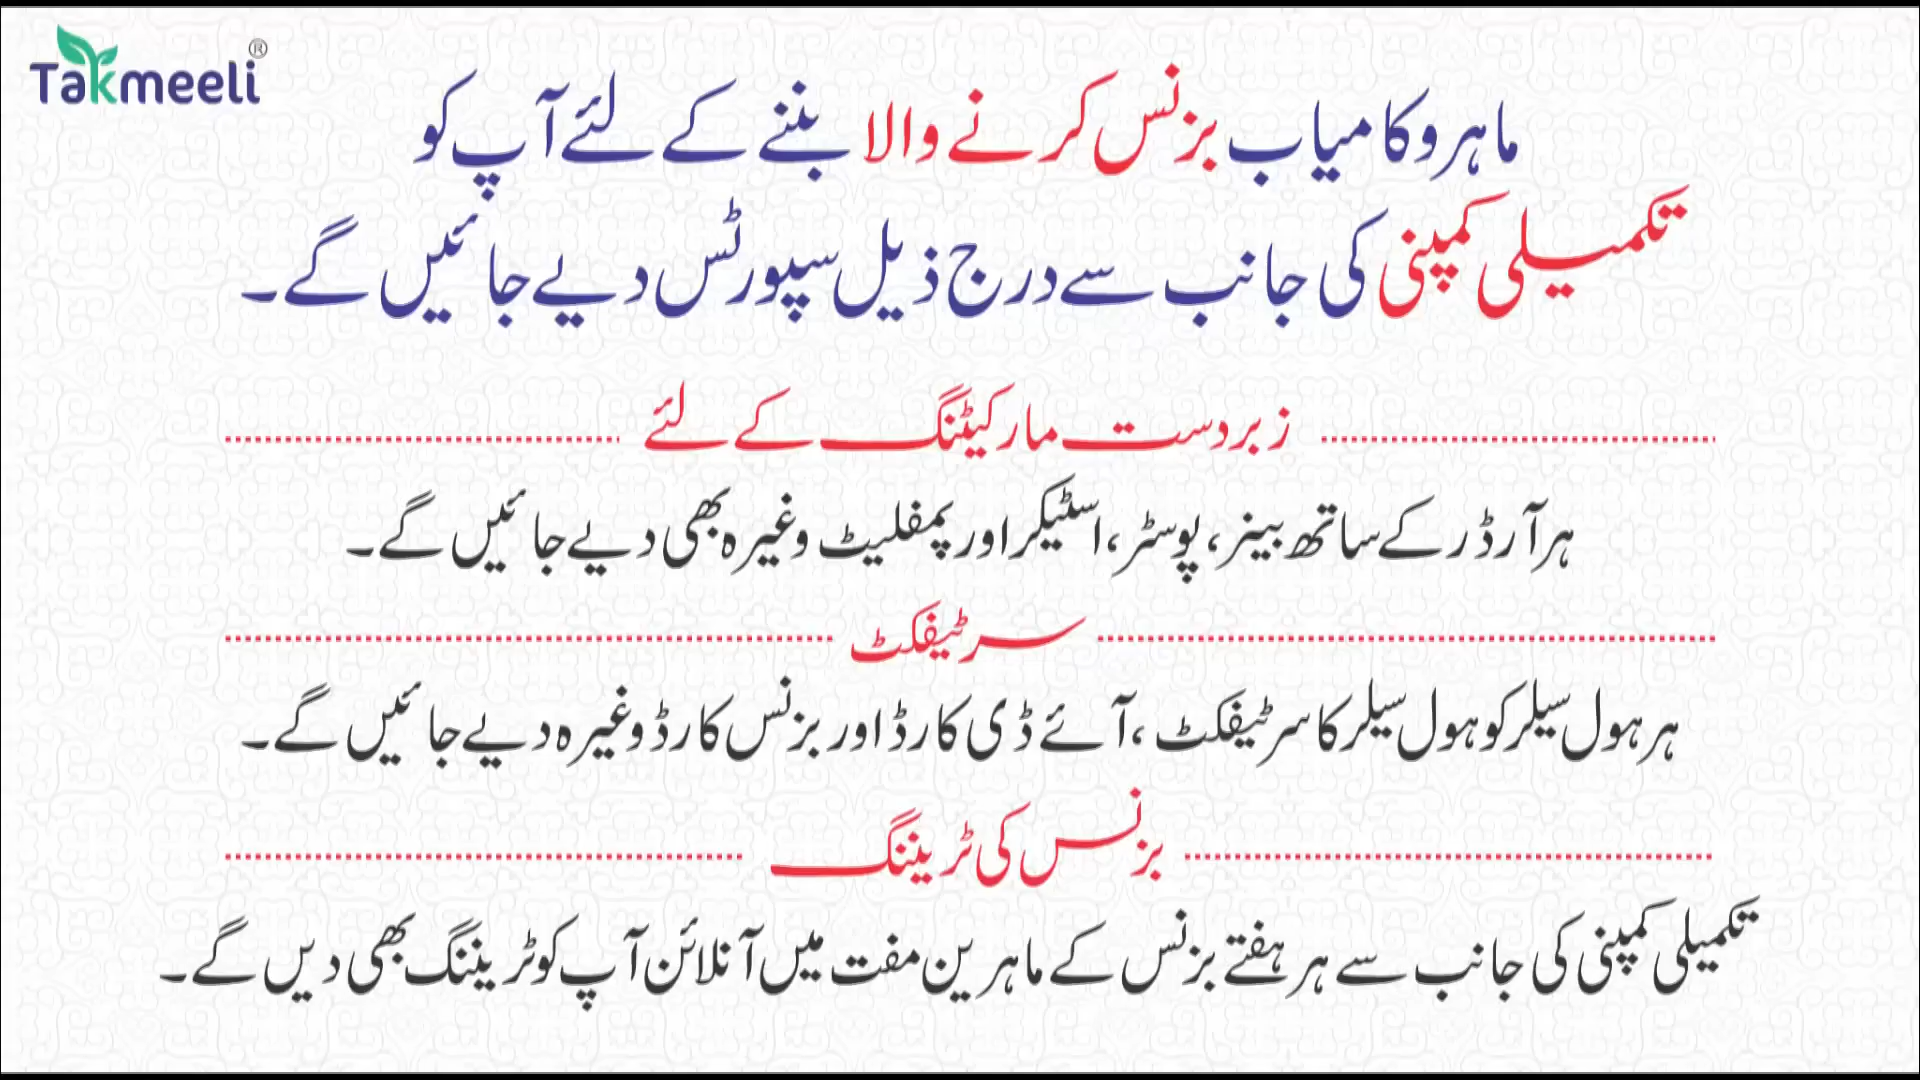 Takmeeli®
ماہر و کامیاب بزنس کرنے والا بننے کے لئے آپ کو
تکمیلی کمپنی کی جانب سے درج ذیل سپورٹس دیے جائیں گے۔
زبردست مارکیٹنگ کے لئے
ہر آرڈر کے ساتھ بینر، پوسٹر، اسٹیکر اور پمفلیٹ وغیرہ بھی دیے جائیں گے۔
سرٹیفکٹ
ہر ہول سیلر کو ہول سیلر کا سرٹیفکٹ، آئے ڈی کارڈ اور بزنس کارڈ وغیرہ دیے جائیں گے۔
بزنس کی ٹریننگ
تکمیلی کمپنی کی جانب سے ہر ہفتے بزنس کے ماہرین مفت میں آنلائن آپ کو ٹریننگ بھی دیں گے۔